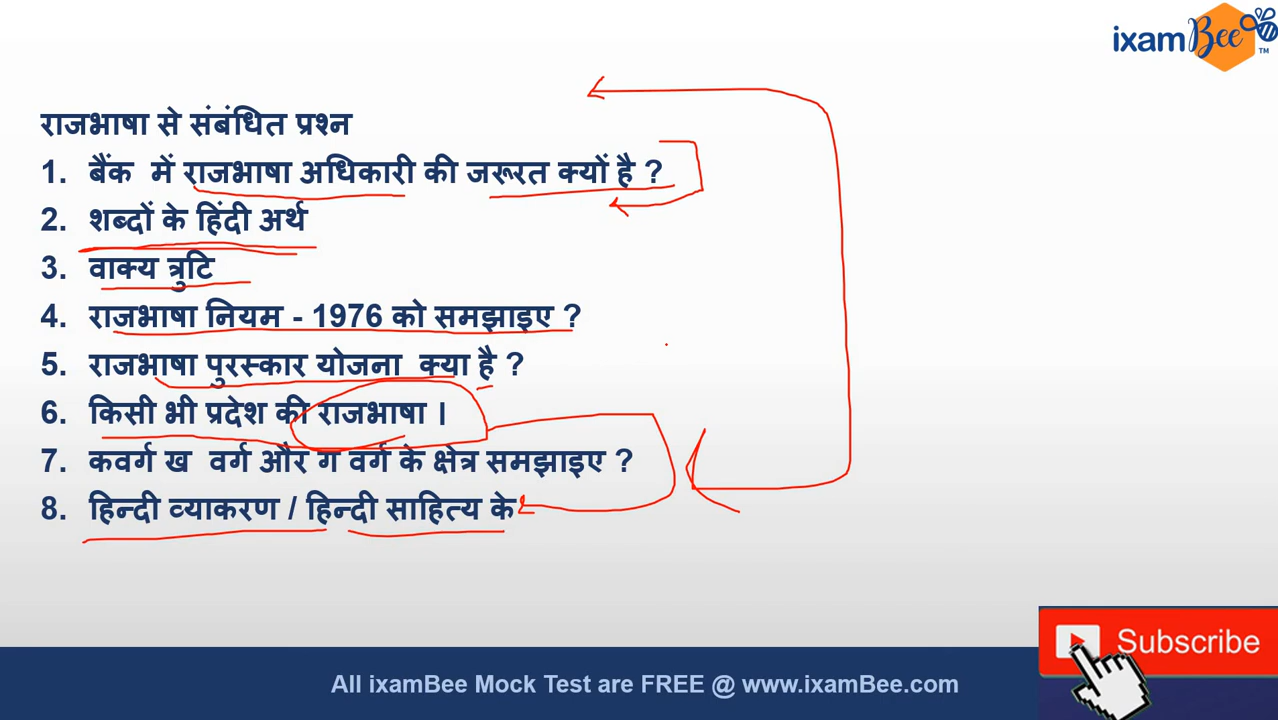 ixamBee TM
राजभाषा से संबंधित प्रश्न
1. बैंक में राजभाषा अधिकारी की जरूरत क्यों है ?
2. शब्दों के हिंदी अर्थ
3. वाक्य त्रुटि
4. राजभाषा नियम - 1976 को समझाइए ?
5. राजभाषा पुरस्कार योजना क्या है ?
6. किसी भी प्रदेश की राजभाषा ।
7. कवर्ग ख वर्ग और ग वर्ग के क्षेत्र समझाइए ?
8. हिन्दी व्याकरण / हिन्दी साहित्य के
Subscribe
All ixamBee Mock Test are FREE @ www.ixamBee.com